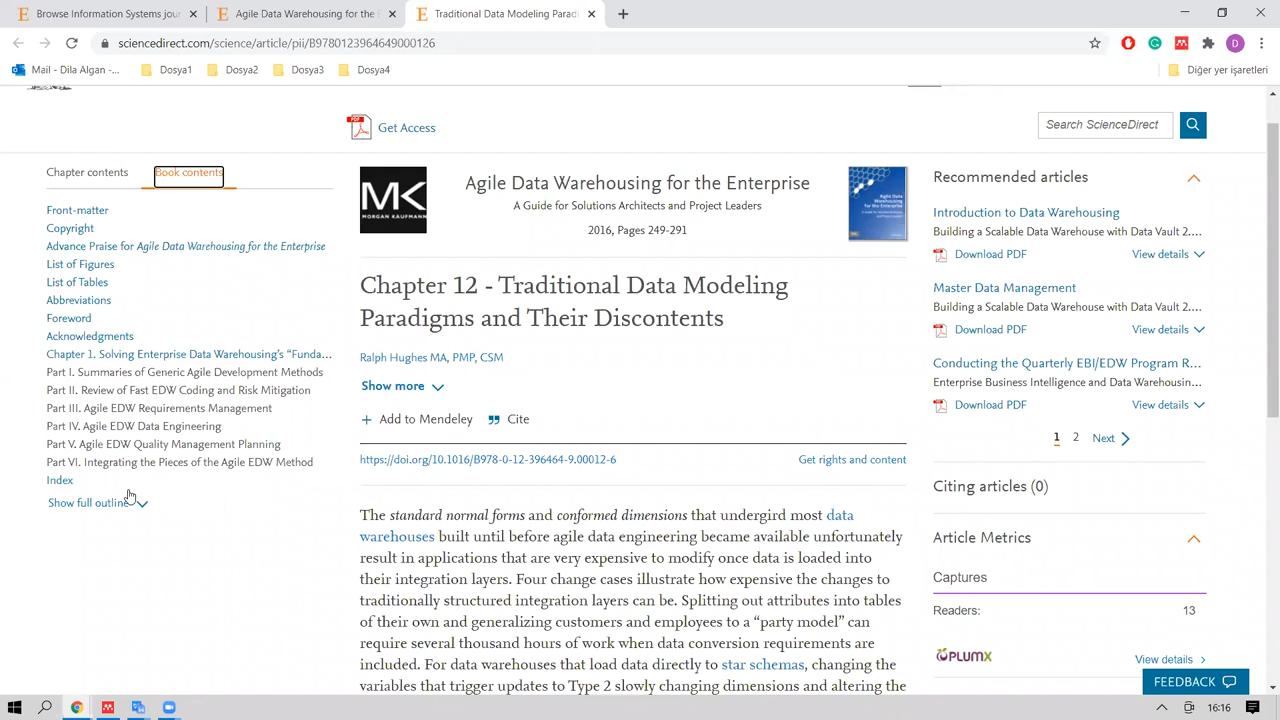 Browse Information Systems jour
Agile Data Warehousing for the E
Traditional Data Modeling Parad
sciencedirect.com/science/article/pii/B9780123964649000126
D
Mail - Dila Algan -...
Dosya1
Dosya2
Dosya3
Dosya4
Diğer yer işaretleri
PDF
Get Access
Search ScienceDirect
Chapter contents
Book contents
Front-matter
Copyright
Advance Praise for Agile Data Warehousing for the Enterprise
List of Figures
List of Tables
Abbreviations
Foreword
Acknowledgments
Chapter 1. Solving Enterprise Data Warehousing’s “Funda...
Part I. Summaries of Generic Agile Development Methods
Part II. Review of Fast EDW Coding and Risk Mitigation
Part III. Agile EDW Requirements Management
Part IV. Agile EDW Data Engineering
Part V. Agile EDW Quality Management Planning
Part VI. Integrating the Pieces of the Agile EDW Method
Index
Show full outline
MK
MORGAN KAUFMANN
Agile Data Warehousing for the Enterprise
A Guide for Solutions Architects and Project Leaders
2016, Pages 249-291
Chapter 12 - Traditional Data Modeling
Paradigms and Their Discontents
Ralph Hughes MA, PMP, CSM
Show more
+ Add to Mendeley
Cite
https://doi.org/10.1016/B978-0-12-396464-9.00012-6
Get rights and content
The standard normal forms and conformed dimensions that undergird most data
warehouses built until before agile data engineering became available unfortunately
result in applications that are very expensive to modify once data is loaded into
their integration layers. Four change cases illustrate how expensive the changes to
traditionally structured integration layers can be. Splitting out attributes into tables
of their own and generalizing customers and employees to a “party model” can
require several thousand hours of work when data conversion requirements are
included. For data warehouses that load data directly to star schemas, changing the
variables that trigger updates to Type 2 slowly changing dimensions and altering the
Recommended articles
Introduction to Data Warehousing
Building a Scalable Data Warehouse with Data Vault 2....
Download PDF
View details
Master Data Management
Building a Scalable Data Warehouse with Data Vault 2....
Download PDF
View details
Conducting the Quarterly EBI/EDW Program R...
Enterprise Business Intelligence and Data Warehousin...
Download PDF
View details
1 2 Next
Citing articles (0)
Article Metrics
Captures
Readers: 13
PLUMX
View details
FEEDBACK
16:16